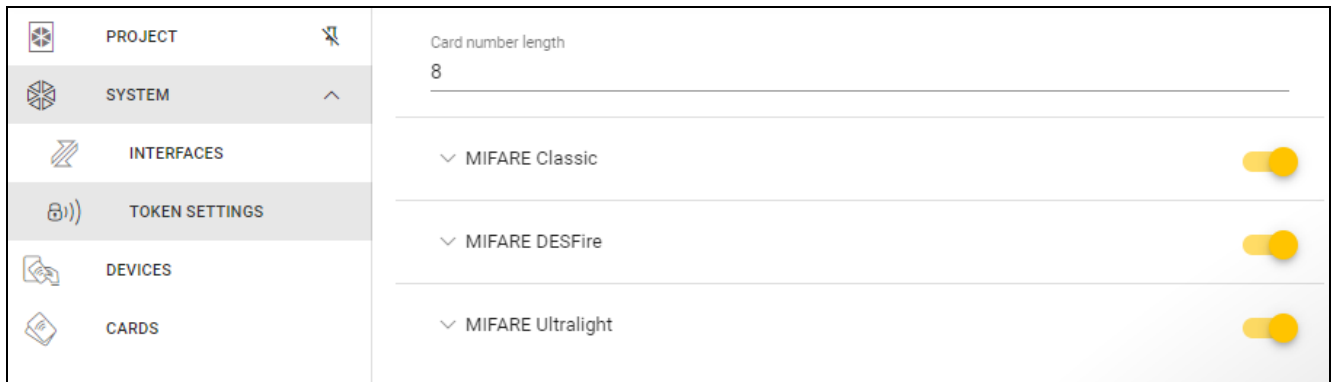 PROJECT
SYSTEM
INTERFACES
TOKEN SETTINGS
DEVICES
CARDS
Card number length
8
MIFARE Classic
MIFARE DESFire
MIFARE Ultralight